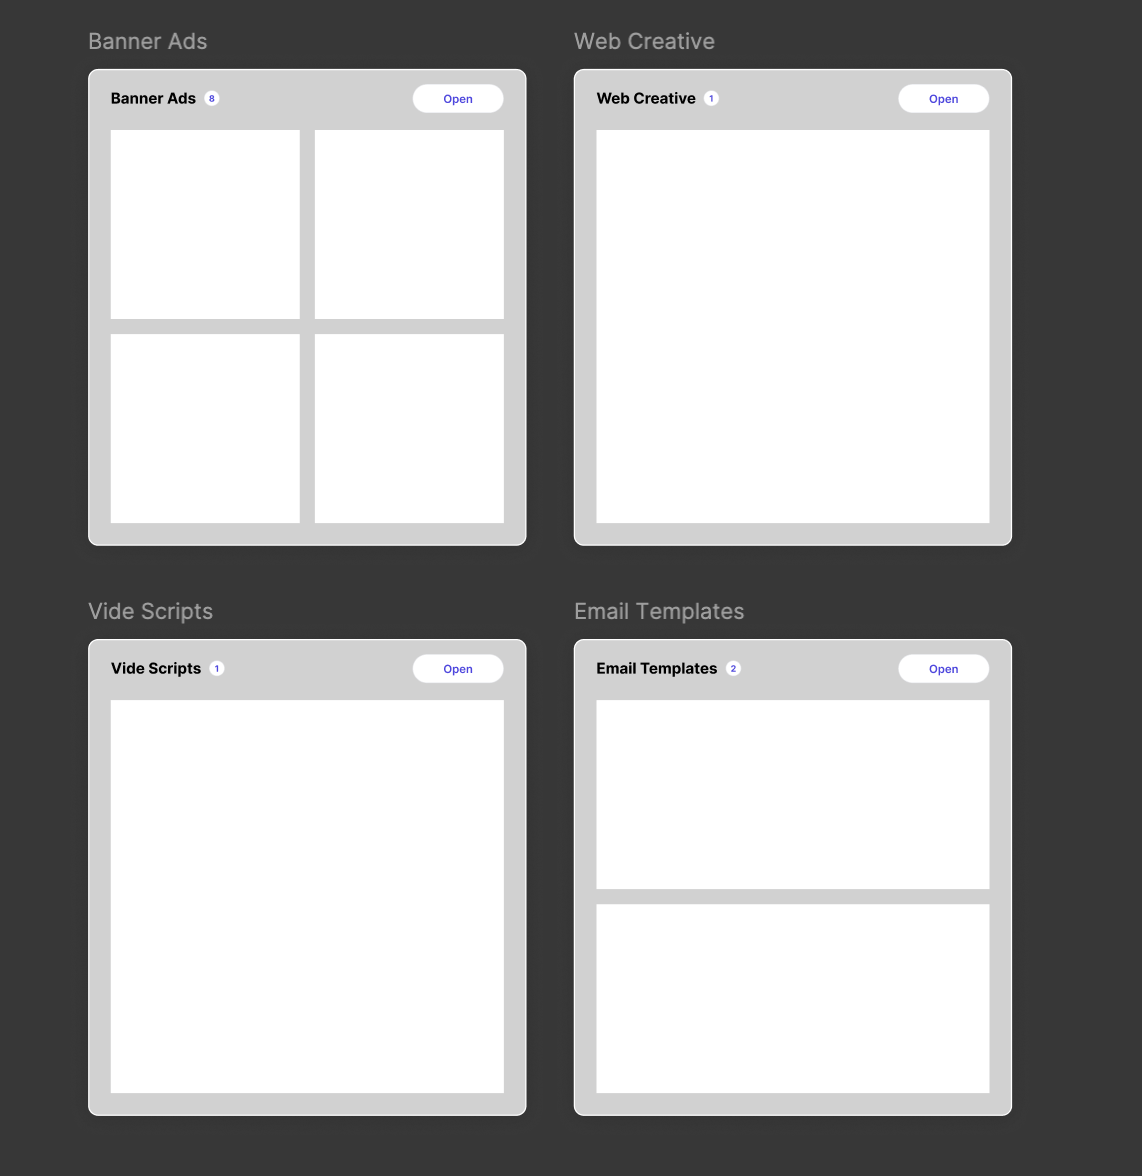 Banner Ads
Web Creative
Banner Ads 8 Open
Web Creative 1 Open
Vide Scripts
Email Templates
Vide Scripts 1 Open
Email Templates 2 Open